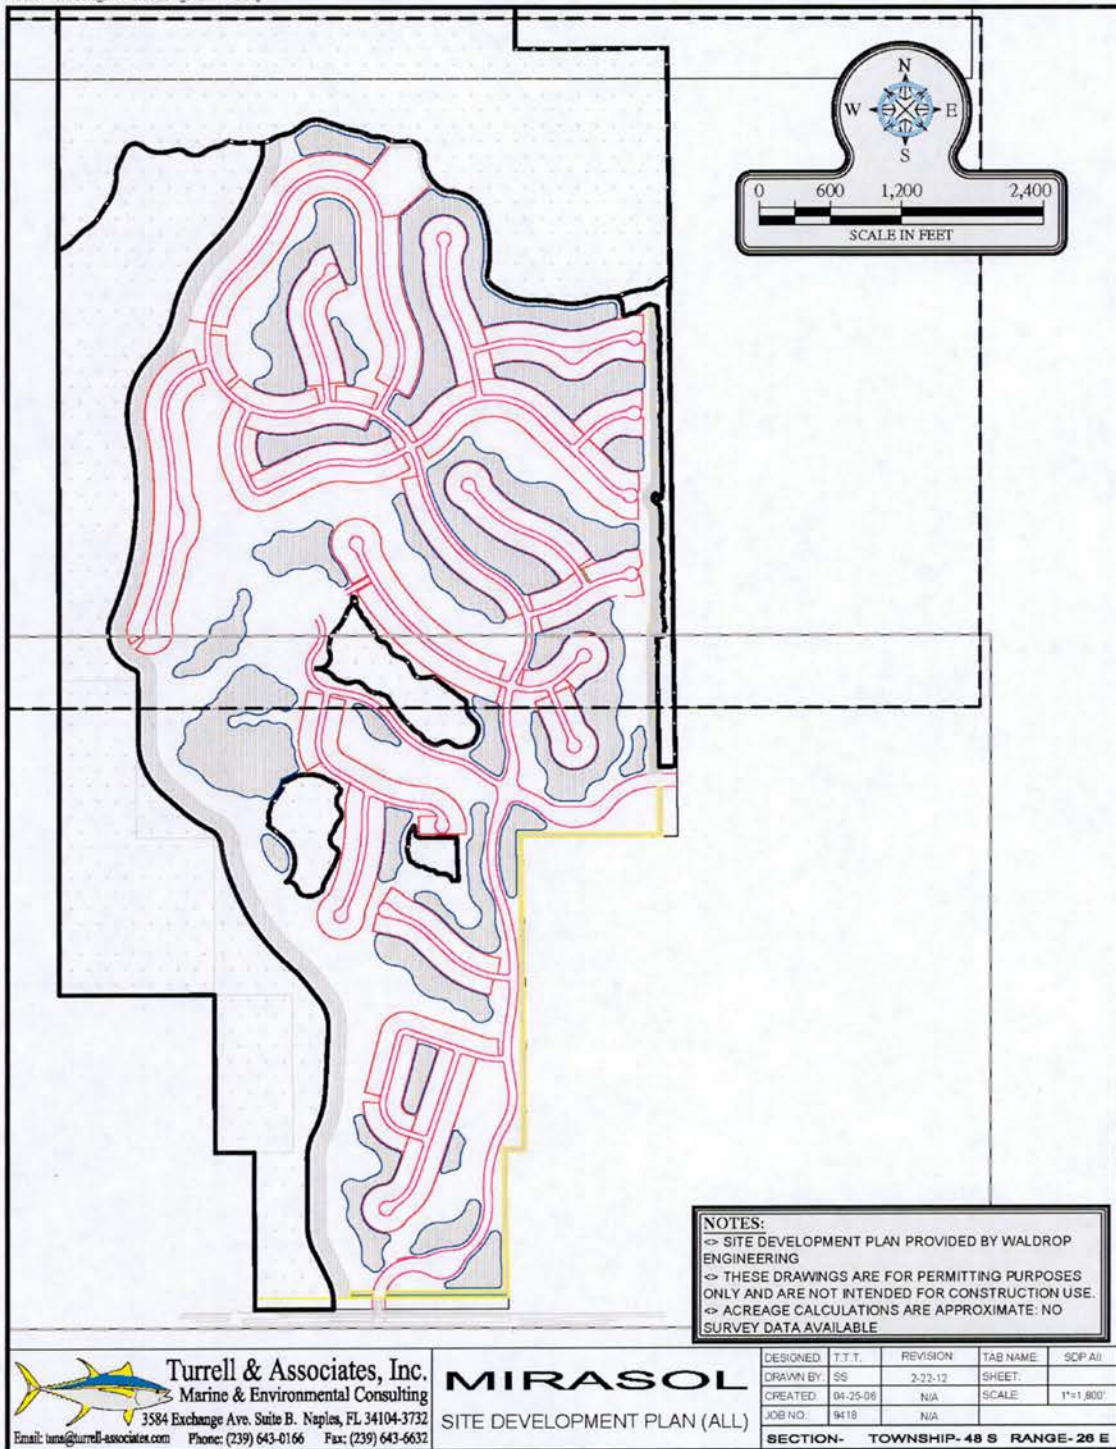 N
W E
S
0 600 1,200 2,400
SCALE IN FEET
NOTES:
<> SITE DEVELOPMENT PLAN PROVIDED BY WALDROP
ENGINEERING
<> THESE DRAWINGS ARE FOR PERMITTING PURPOSES
ONLY AND ARE NOT INTENDED FOR CONSTRUCTION USE.
<> ACREAGE CALCULATIONS ARE APPROXIMATE: NO
SURVEY DATA AVAILABLE
Turrell & Associates, Inc.
Marine & Environmental Consulting
3584 Exchange Ave. Suite B. Naples, FL 34104-3732
Email: tuna@turrell-associates.com Phone: (239) 643-0166 Fax: (239) 643-6632
MIRASOL
SITE DEVELOPMENT PLAN (ALL)
DESIGNED: T.T.T. REVISION: TAB NAME: SDP All
DRAWN BY: SS 2-22-12 SHEET:
CREATED: 04-25-08 N/A SCALE: 1"=1,800'
JOB NO.: 9418 N/A
SECTION- TOWNSHIP- 48 S RANGE- 26 E